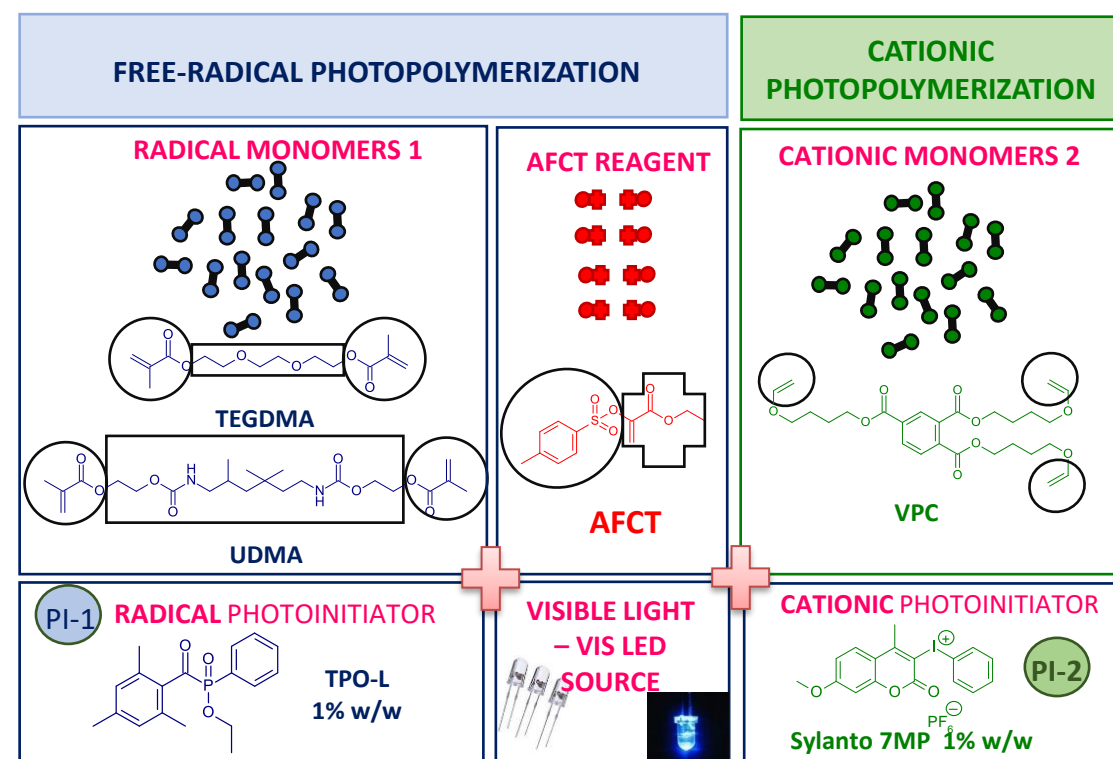 FREE-RADICAL PHOTOPOLYMERIZATION
CATIONIC
PHOTOPOLYMERIZATION
RADICAL MONOMERS 1
O
O
O
O
O
O
TEGDMA
O
O
O
O
N
H
H
N
O
O
O
O
UDMA
AFCT REAGENT
O
S
O
O
O
O
AFCT
CATIONIC MONOMERS 2
O
O
O
O
O
O
O
O
O
VPC
PI-1
RADICAL PHOTOINITIATOR
O
O
P
O
TPO-L
1% w/w
VISIBLE LIGHT
– VIS LED
SOURCE
CATIONIC PHOTOINITIATOR
I
+
O
O
O
PF6
−
PI-2
Sylanto 7MP 1% w/w